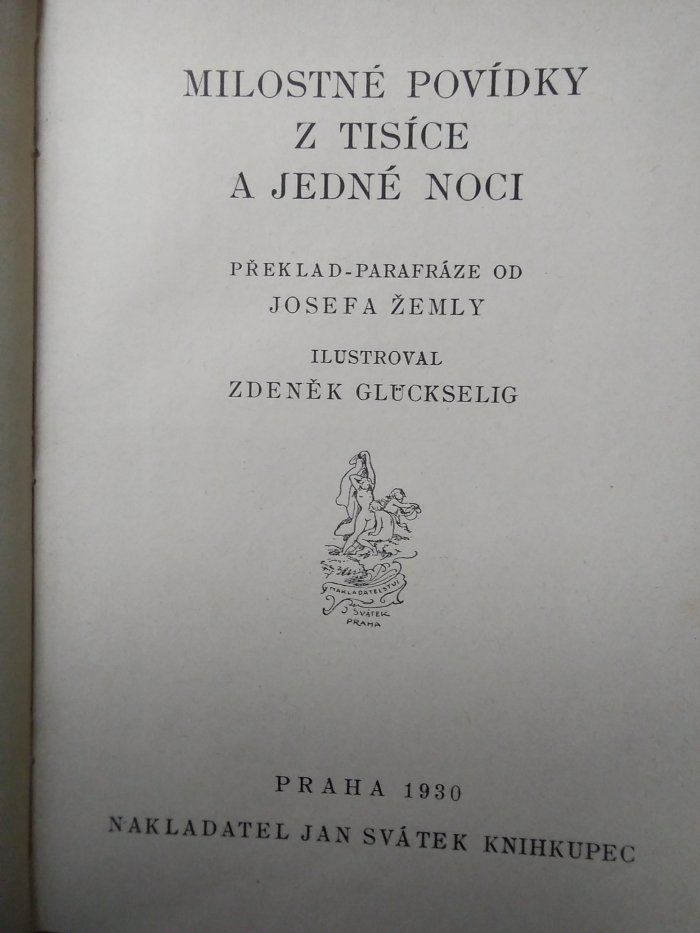 MILOSTNÉ POVÍDKY
Z TISÍCE
A JEDNÉ NOCI
PŘEKLAD-PARAFRÁZE OD
JOSEFA ŽEMLY
ILUSTROVAL
ZDENĚK GLÜCKSELIG
NAKLADATELSTVÍ
J SVÁTEK
PRAHA
PRAHA 1930
NAKLADATEL JAN SVÁTEK KNIHKUPEC